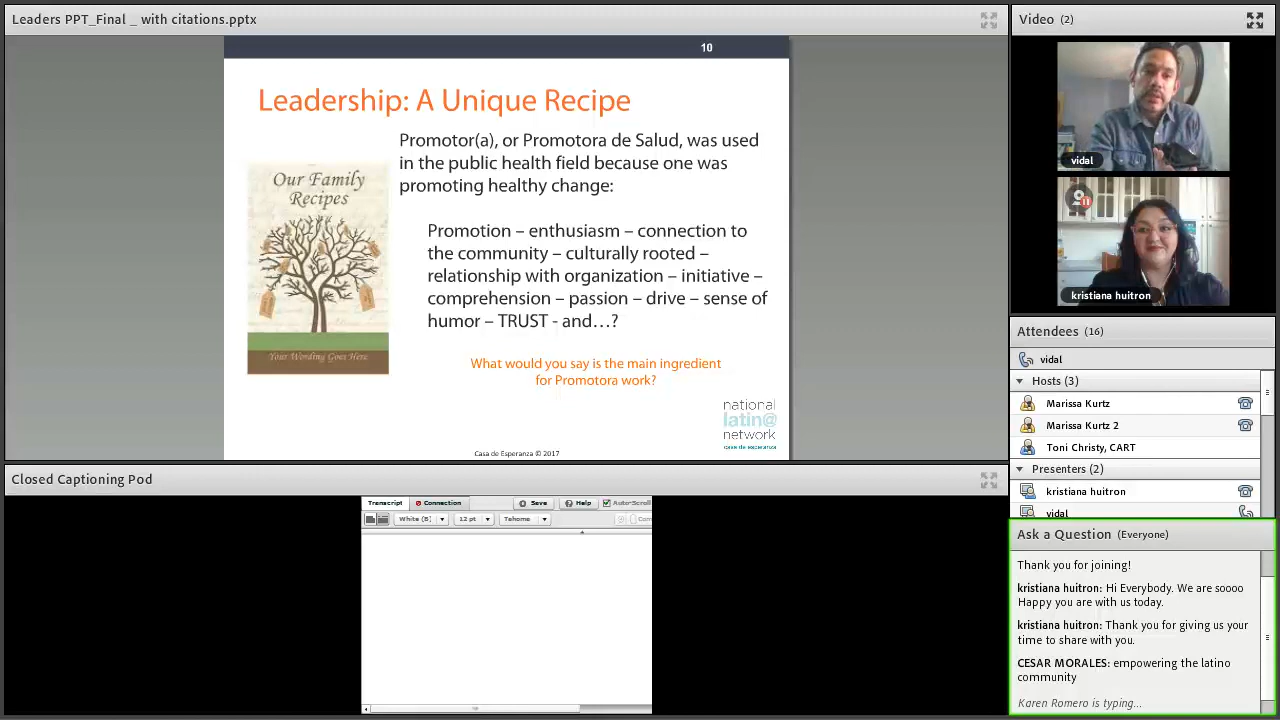 Leaders PPT_Final _ with citations.pptx
10
Leadership: A Unique Recipe
Promotor(a), or Promotora de Salud, was used
in the public health field because one was
promoting healthy change:
Our Family
Recipes
Your Wording Goes Here
Promotion – enthusiasm – connection to
the community – culturally rooted –
relationship with organization – initiative –
comprehension – passion – drive – sense of
humor – TRUST - and…?
What would you say is the main ingredient
for Promotora work?
national
latin@
network
casa de esperanza
Casa de Esperanza © 2017
Closed Captioning Pod
Transcript
Connection
Save
Help
Auto-Scroll
White (B)
12 pt
Tahoma
Video (2)
vidal
kristiana huitron
Attendees (16)
vidal
Hosts (3)
Marissa Kurtz
Marissa Kurtz 2
Toni Christy, CART
Presenters (2)
kristiana huitron
vidal
Ask a Question (Everyone)
Thank you for joining!
kristiana huitron: Hi Everybody. We are soooo
Happy you are with us today.
kristiana huitron: Thank you for giving us your
time to share with you.
CESAR MORALES: empowering the latino
community
Karen Romero is typing...